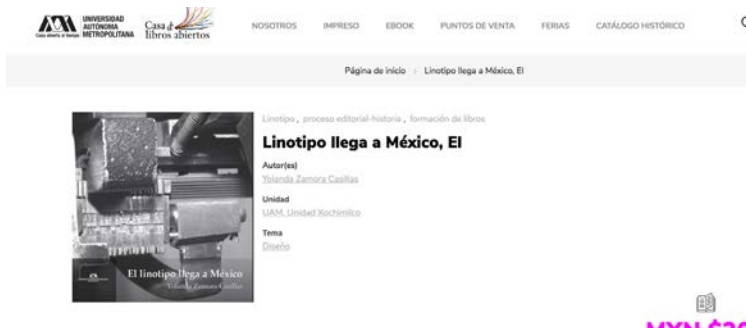 UNIVERSIDAD
AUTÓNOMA
METROPOLITANA
Casa abierta al tiempo
Casa de
libros abiertos
NOSOTROS IMPRESO EBOOK PUNTOS DE VENTA FERIAS CATÁLOGO HISTÓRICO
Página de inicio > Linotipo llega a México, El
Linotipo , proceso editorial-historia , formación de libros
Linotipo llega a México, El
Autor(es)
Yolanda Zamora Casillas
Unidad
UAM, Unidad Xochimilco
Tema
Diseño
El linotipo llega a México
Yolanda Zamora Casillas